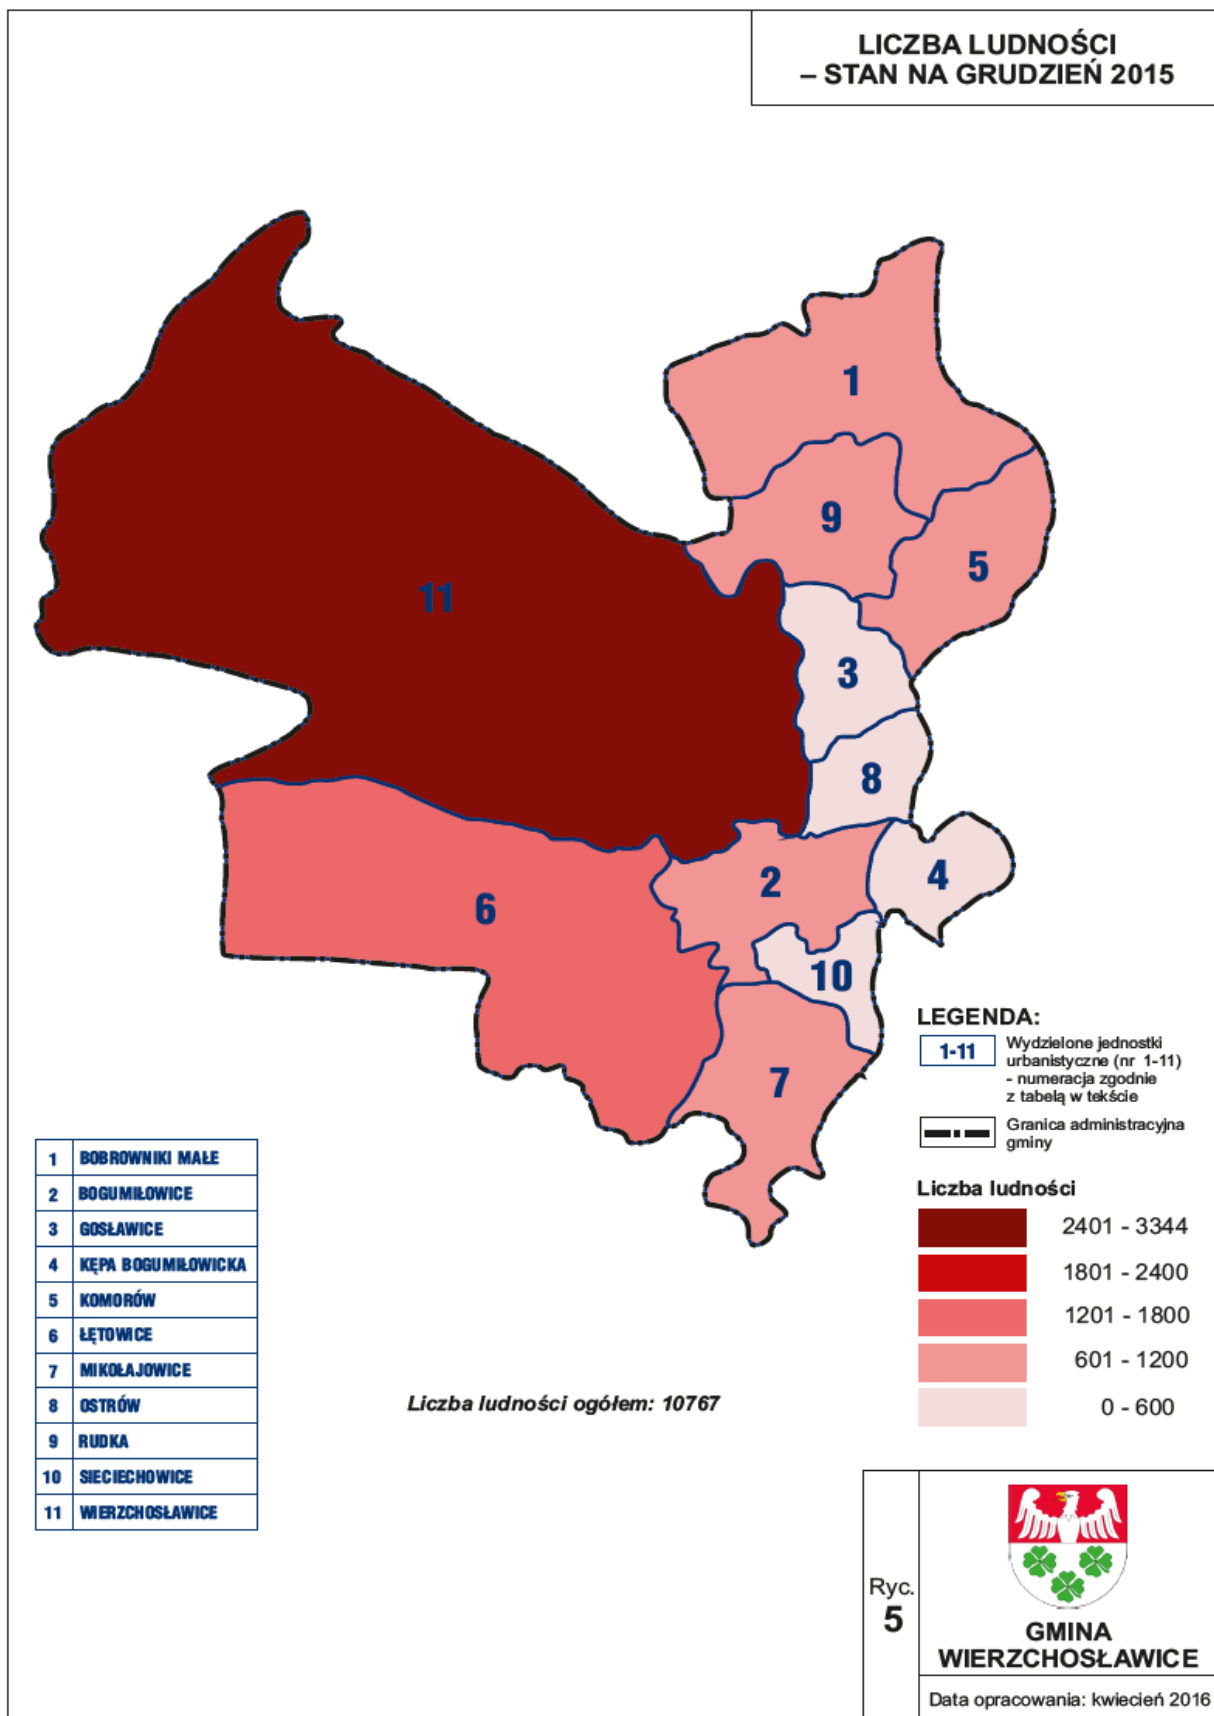 LICZBA LUDNOŚCI
– STAN NA GRUDZIEŃ 2015
1
9
5
11
3
8
2
4
6
10
7
LEGENDA:
1-11
Wydzielone jednostki
urbanistyczne (nr 1-11)
- numeracja zgodnie
z tabelą w tekście
Granica administracyjna
gminy
Liczba ludności
2401 - 3344
1801 - 2400
1201 - 1800
601 - 1200
0 - 600
1 BOBROWNIKI MAŁE
2 BOGUMIŁOWICE
3 GOSŁAWICE
4 KĘPA BOGUMIŁOWICKA
5 KOMORÓW
6 ŁĘTOWICE
7 MIKOŁAJOWICE
8 OSTRÓW
9 RUDKA
10 SIECIECHOWICE
11 WIERZCHOSŁAWICE
Liczba ludności ogółem: 10767
Ryc.
5
GMINA
WIERZCHOSŁAWICE
Data opracowania: kwiecień 2016